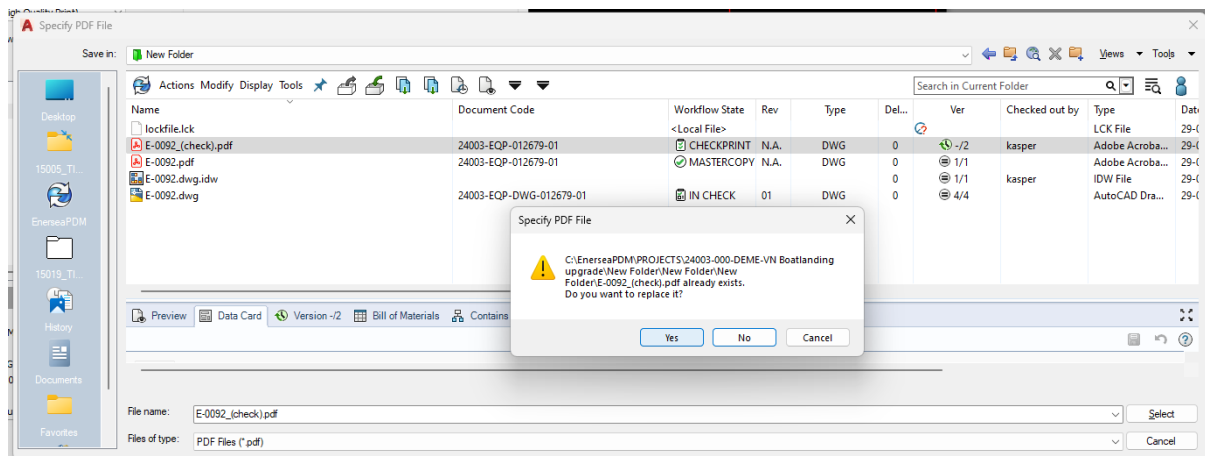 Specify PDF File
Save in: New Folder Views Tools
Actions Modify Display Tools Search in Current Folder
Name Document Code Workflow State Rev Type Del... Ver Checked out by Type
lockfile.lck <Local File> LCK File
E-0092_(check).pdf 24003-EQP-012679-01 CHECKPRINT N.A. DWG 0 -/2 kasper Adobe Acroba...
E-0092.pdf 24003-EQP-012679-01 MASTERCOPY N.A. DWG 0 1/1 Adobe Acroba...
E-0092.dwg.idw 0 1/1 kasper IDW File
E-0092.dwg 24003-EQP-DWG-012679-01 IN CHECK 01 DWG 0 4/4 AutoCAD Dra...
Desktop
15005_TI...
EnerseaPDM
15019_TI...
History
Documents
Favorites
Specify PDF File
C:\EnerseaPDM\PROJECTS\24003-000-DEME-VN Boatlanding
upgrade\New Folder\New Folder\New
Folder\E-0092_(check).pdf already exists.
Do you want to replace it?
Yes No Cancel
Preview Data Card Version -/2 Bill of Materials Contains
File name: E-0092_(check).pdf Select
Files of type: PDF Files (*.pdf) Cancel